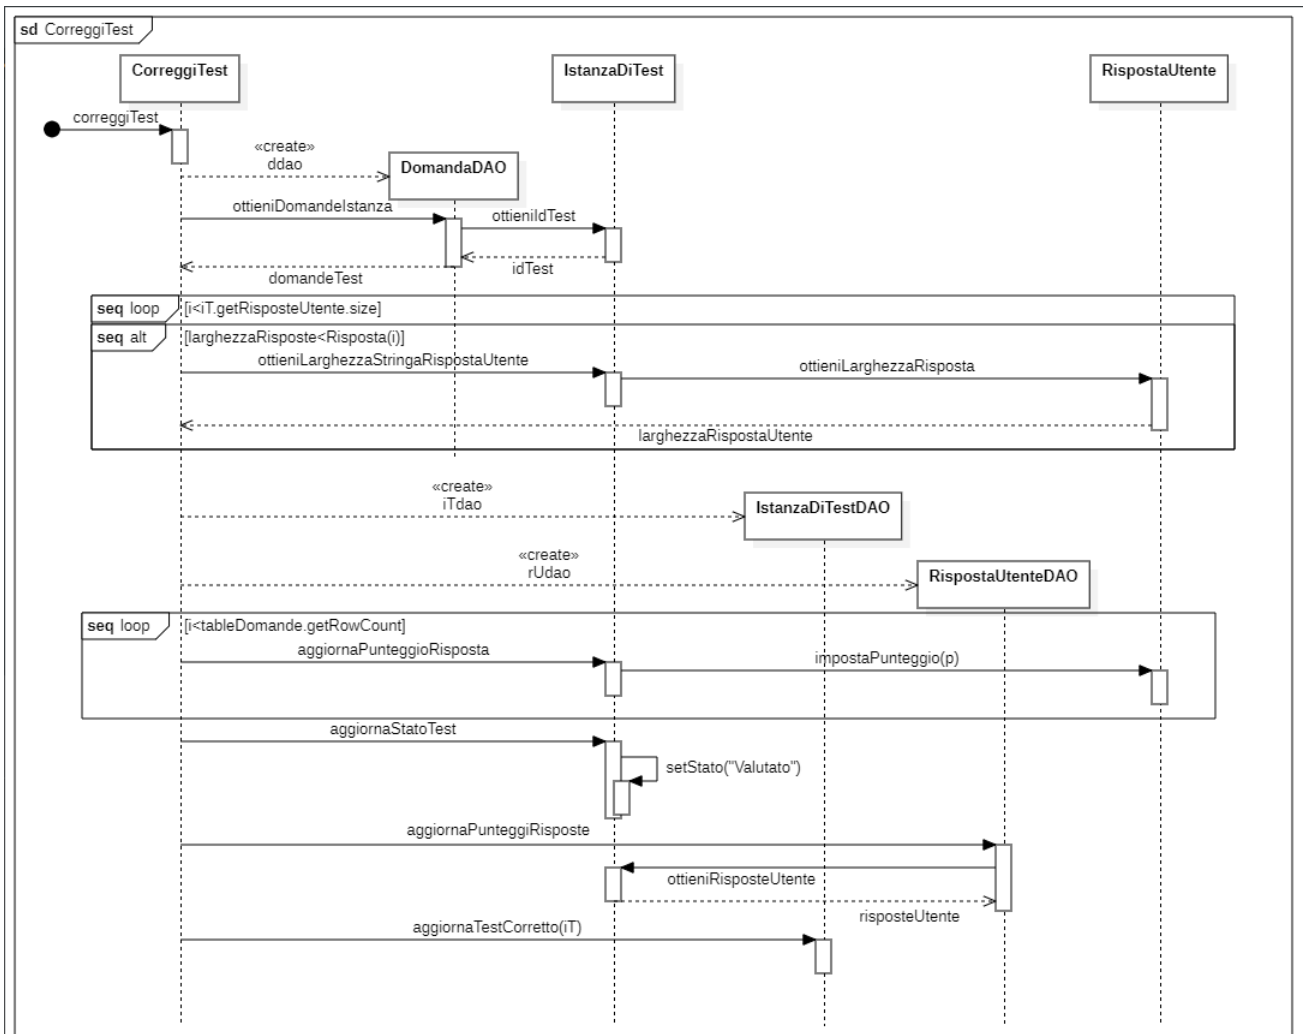 sd CorreggiTest
CorreggiTest
IstanzaDiTest
RispostaUtente
correggiTest
«create»
ddao
DomandaDAO
ottieniDomandeIstanza
ottieniIdTest
idTest
domandeTest
seq loop [i<iT.getRisposteUtente.size]
seq alt [larghezzaRisposte<Risposta(i)]
ottieniLarghezzaStringaRispostaUtente
ottieniLarghezzaRisposta
larghezzaRispostaUtente
«create»
iTdao
IstanzaDiTestDAO
«create»
rUdao
RispostaUtenteDAO
seq loop [i<tableDomande.getRowCount]
aggiornaPunteggioRisposta
impostaPunteggio(p)
aggiornaStatoTest
setStato("Valutato")
aggiornaPunteggiRisposte
ottieniRisposteUtente
risposteUtente
aggiornaTestCorretto(iT)